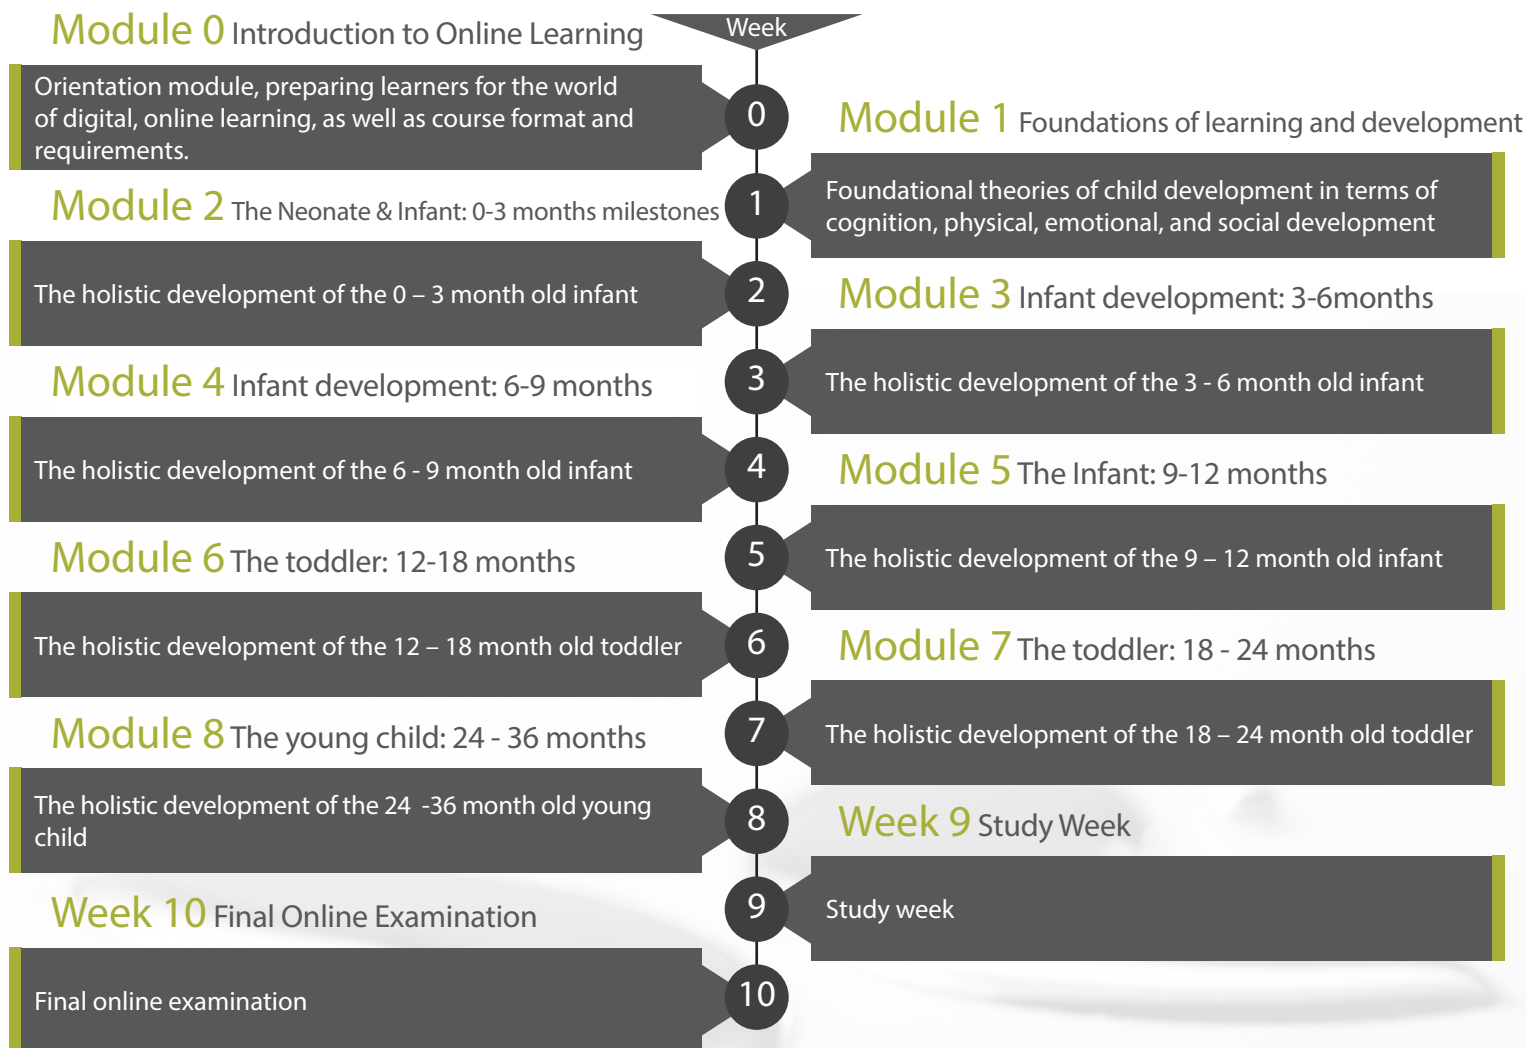 Week
Module 0 Introduction to Online Learning
Orientation module, preparing learners for the world
of digital, online learning, as well as course format and
requirements.
0
Module 1 Foundations of learning and development
Foundational theories of child development in terms of
cognition, physical, emotional, and social development
1
Module 2 The Neonate & Infant: 0-3 months milestones
The holistic development of the 0 – 3 month old infant
2
Module 3 Infant development: 3-6months
The holistic development of the 3 - 6 month old infant
3
Module 4 Infant development: 6-9 months
The holistic development of the 6 - 9 month old infant
4
Module 5 The Infant: 9-12 months
The holistic development of the 9 – 12 month old infant
5
Module 6 The toddler: 12-18 months
The holistic development of the 12 – 18 month old toddler
6
Module 7 The toddler: 18 - 24 months
The holistic development of the 18 – 24 month old toddler
7
Module 8 The young child: 24 - 36 months
The holistic development of the 24 -36 month old young
child
8
Week 9 Study Week
Study week
9
Week 10 Final Online Examination
Final online examination
10